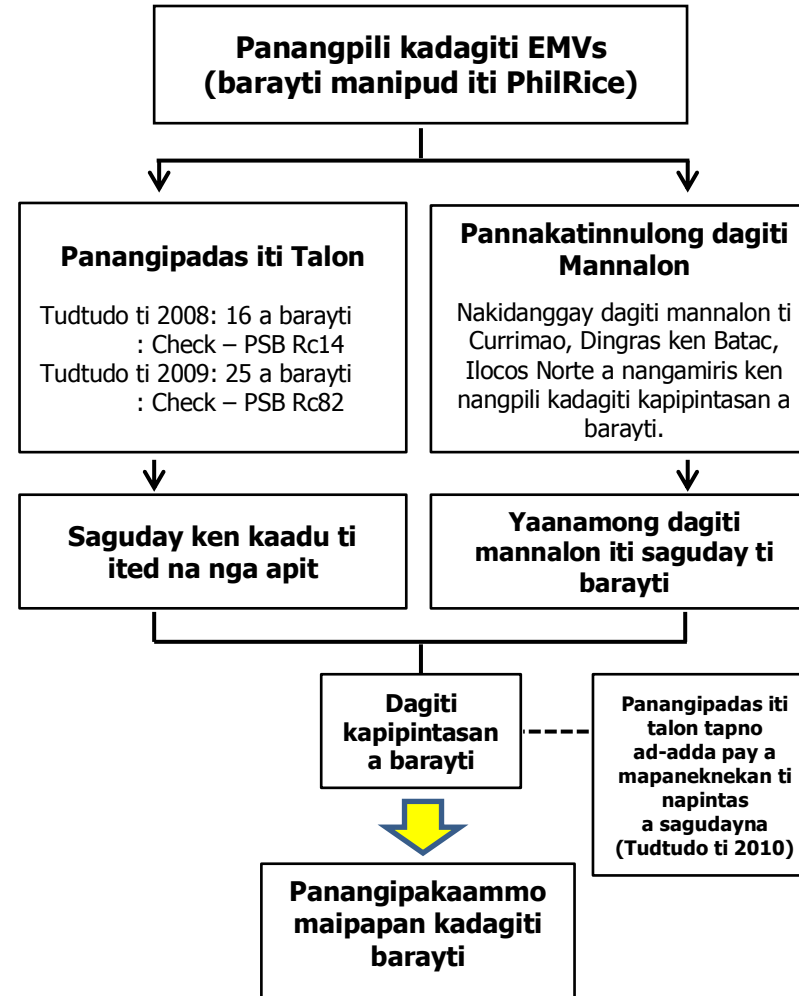 Panangpili kadagiti EMVs
(barayti manipud iti PhilRice)
Panangipadas iti Talon
Tudtudo ti 2008: 16 a barayti
: Check – PSB Rc14
Tudtudo ti 2009: 25 a barayti
: Check – PSB Rc82
Pannakatinnulong dagiti
Mannalon
Nakidanggay dagiti mannalon ti
Currimao, Dingras ken Batac,
Ilocos Norte a nangamiris ken
nangpili kadagiti kapipintasan a
barayti.
Saguday ken kaadu ti
ited na nga apit
Yaanamong dagiti
mannalon iti saguday ti
barayti
Dagiti
kapipintasan
a barayti
Panangipadas iti
talon tapno
ad-adda pay a
mapaneknekan ti
napintas
a sagudayna
(Tudtudo ti 2010)
Panangipakaammo
maipapan kadagiti
barayti